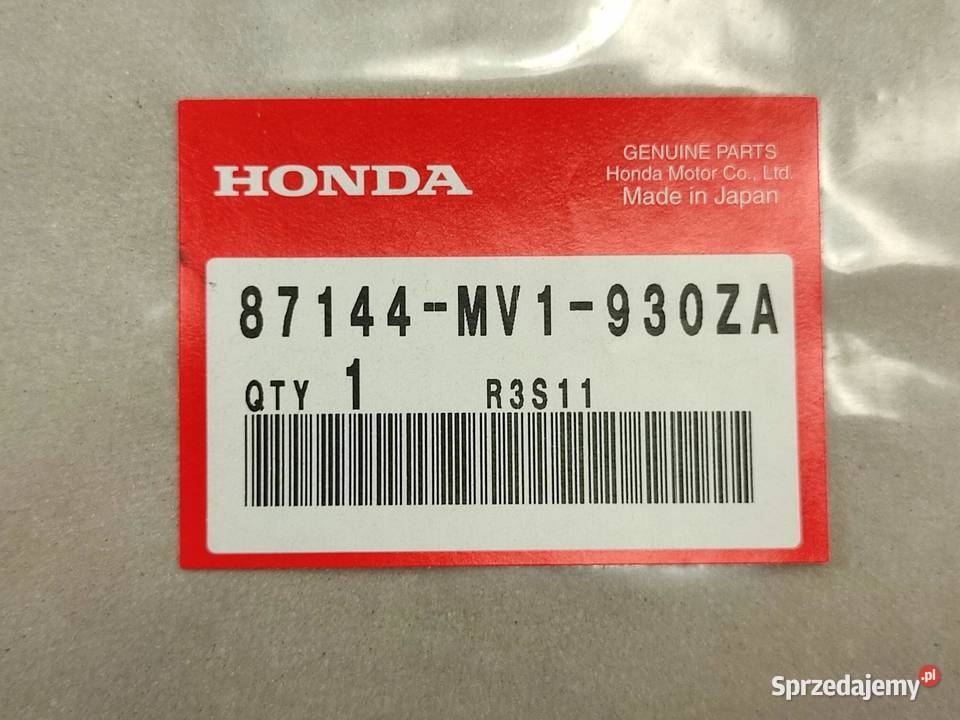 HONDA
GENUINE PARTS
Honda Motor Co., Ltd.
Made in Japan
87144-MV1-930ZA
QTY 1 R3S11
Sprzedajemy.pl